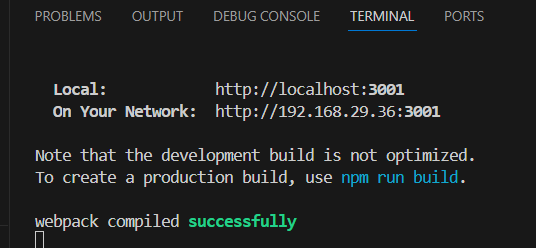 PROBLEMS OUTPUT DEBUG CONSOLE TERMINAL PORTS
Local: http://localhost:3001
On Your Network: http://192.168.29.36:3001
Note that the development build is not optimized.
To create a production build, use npm run build.
webpack compiled successfully